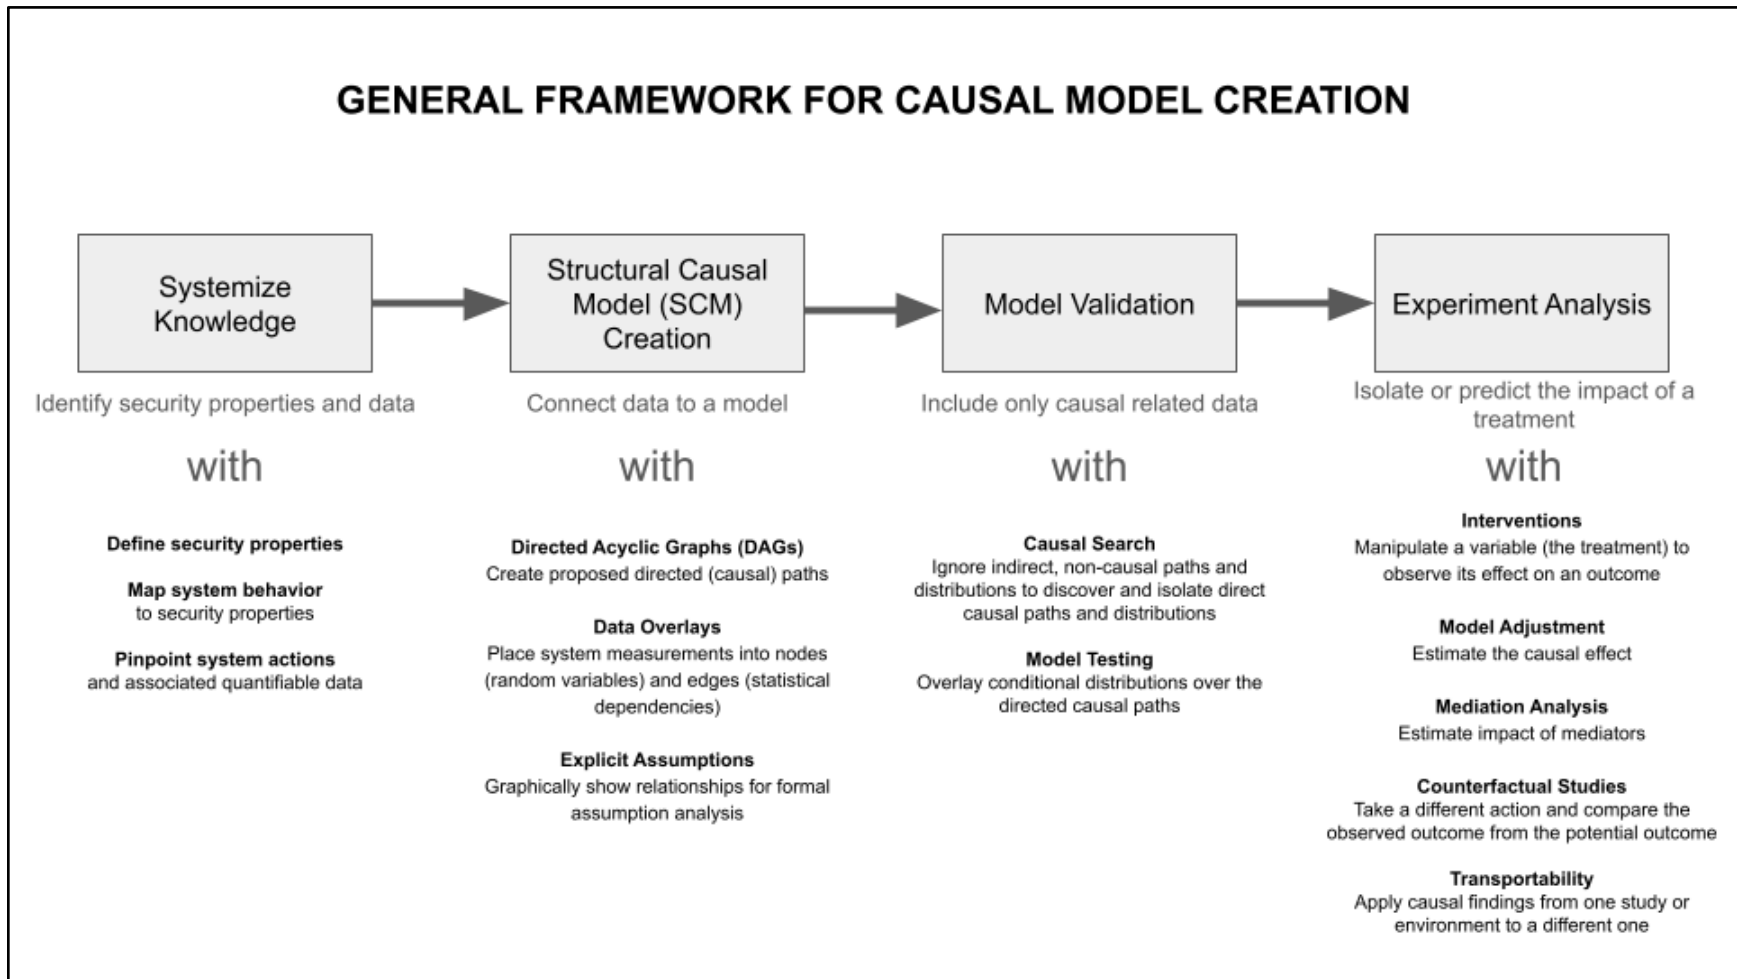 GENERAL FRAMEWORK FOR CAUSAL MODEL CREATION
Systemize
Knowledge
Identify security properties and data
with
Define security properties
Map system behavior
to security properties
Pinpoint system actions
and associated quantifiable data
Structural Causal
Model (SCM)
Creation
Connect data to a model
with
Directed Acyclic Graphs (DAGs)
Create proposed directed (causal) paths
Data Overlays
Place system measurements into nodes
(random variables) and edges (statistical
dependencies)
Explicit Assumptions
Graphically show relationships for formal
assumption analysis
Model Validation
Include only causal related data
with
Causal Search
Ignore indirect, non-causal paths and
distributions to discover and isolate direct
causal paths and distributions
Model Testing
Overlay conditional distributions over the
directed causal paths
Experiment Analysis
Isolate or predict the impact of a
treatment
with
Interventions
Manipulate a variable (the treatment) to
observe its effect on an outcome
Model Adjustment
Estimate the causal effect
Mediation Analysis
Estimate impact of mediators
Counterfactual Studies
Take a different action and compare the
observed outcome from the potential outcome
Transportability
Apply causal findings from one study or
environment to a different one